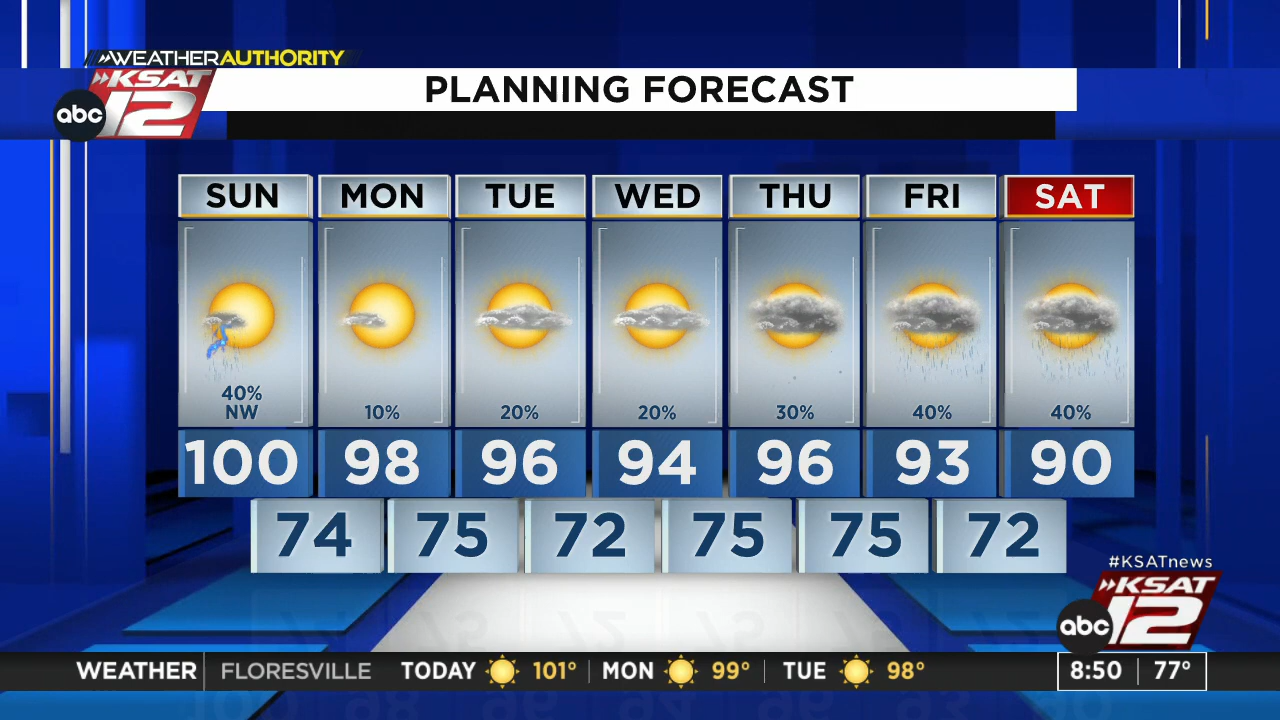 WEATHERAUTHORITY
KSAT
abc 12
PLANNING FORECAST
SUN MON TUE WED THU FRI SAT
40%
NW 10% 20% 20% 30% 40% 40%
100 98 96 94 96 93 90
74 75 72 75 75 72
#KSATnews
KSAT
abc 12
WEATHER FLORESVILLE TODAY 101° MON 99° TUE 98° 8:50 77°